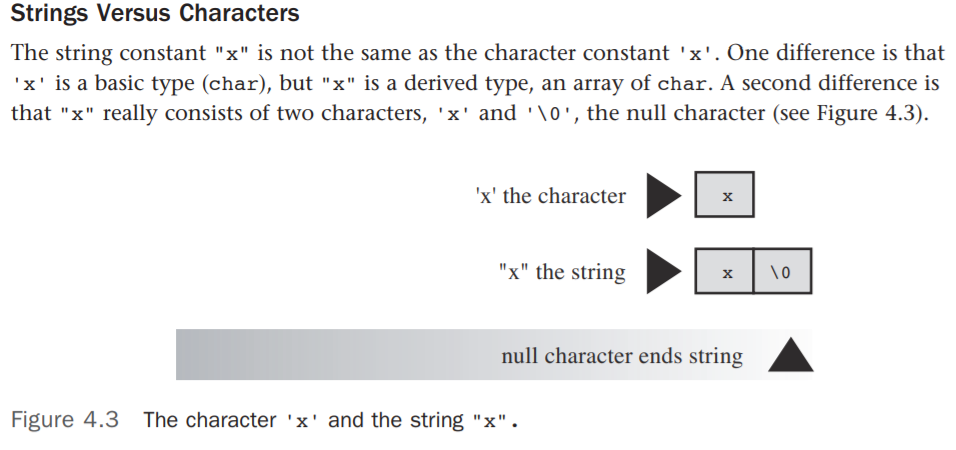 Strings Versus Characters
The string constant "x" is not the same as the character constant 'x'. One difference is that
'x' is a basic type (char), but "x" is a derived type, an array of char. A second difference is
that "x" really consists of two characters, 'x' and '\0', the null character (see Figure 4.3).
'x' the character x
"x" the string x \0
null character ends string
Figure 4.3 The character 'x' and the string "x".